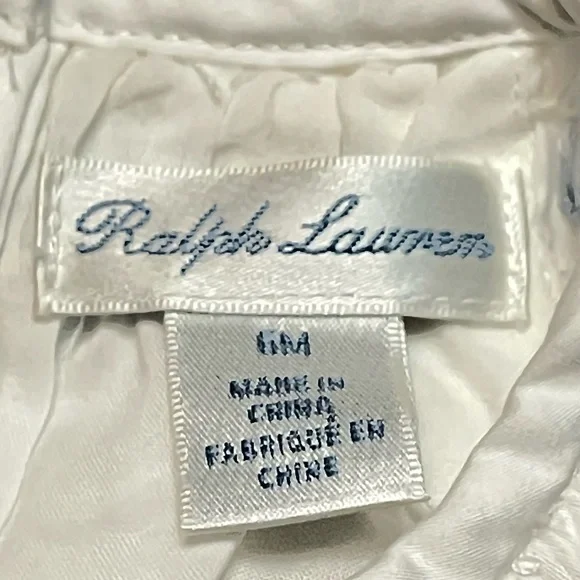 Ralph Lauren
6M
MADE IN
CHINA
FABRIQUÉ EN
CHINE